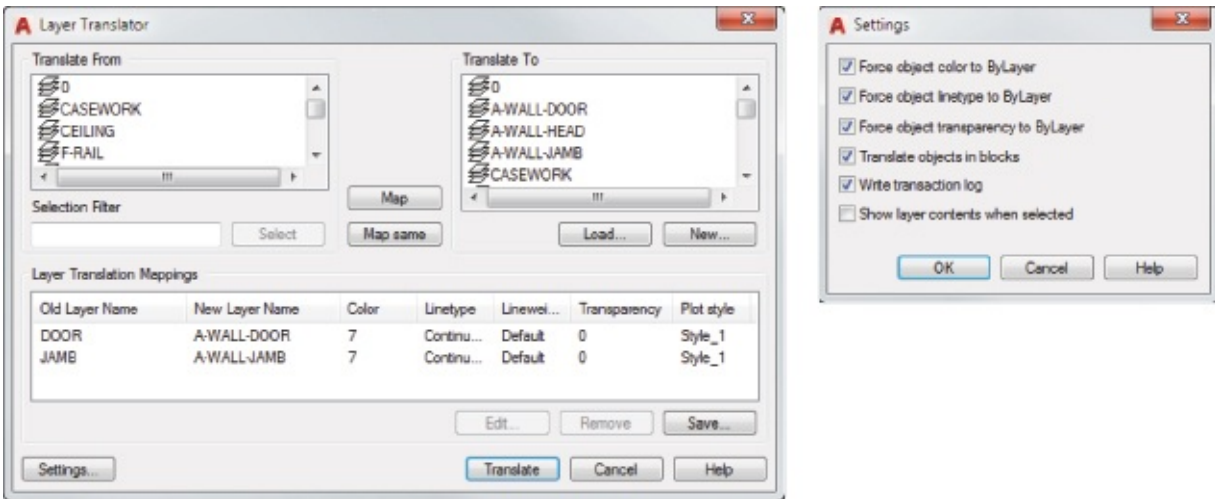 Layer Translator
Translate From
0
CASEWORK
CEILING
F-RAIL
Selection Filter
Select
Map
Map same
Translate To
0
A-WALL-DOOR
A-WALL-HEAD
A-WALL-JAMB
CASEWORK
Load... New...
Layer Translation Mappings
Old Layer Name New Layer Name Color Linetype Linewei... Transparency Plot style
DOOR A-WALL-DOOR 7 Continu... Default 0 Style_1
JAMB A-WALL-JAMB 7 Continu... Default 0 Style_1
Edit... Remove Save...
Settings... Translate Cancel Help
Settings
Force object color to ByLayer
Force object linetype to ByLayer
Force object transparency to ByLayer
Translate objects in blocks
Write transaction log
Show layer contents when selected
OK Cancel Help